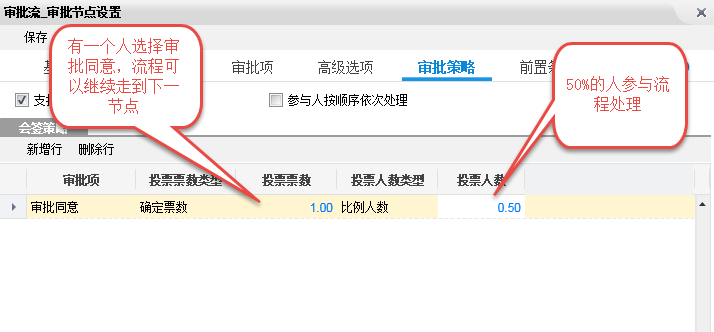 审批流_审批节点设置
保存
有一个人选择审
批同意，流程可
以继续走到下一
节点
50%的人参与流
程处理
基
审批项
高级选项
审批策略
前置条
支持
参与人按顺序依次处理
会签策略
新增行
删除行
审批项
投票票数类型
投票票数
投票人数类型
投票人数
审批同意
确定票数
1.00
比例人数
0.50